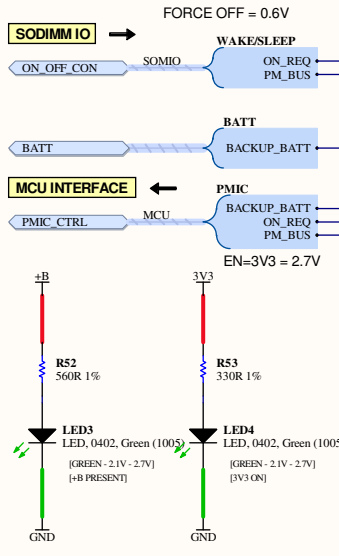 FORCE OFF = 0.6V
SODIMM IO
WAKE/SLEEP
ON_OFF_CON
SOMIO
ON_REQ
PM_BUS
BATT
BATT
BACKUP_BATT
MCU INTERFACE
PMIC
PMIC_CTRL
MCU
BACKUP_BATT
ON_REQ
PM_BUS
EN=3V3 = 2.7V
+B
3V3
R52
560R 1%
R53
330R 1%
LED3
LED, 0402, Green (1005)
LED4
LED, 0402, Green (1005
[GREEN - 2.1V - 2.7V]
[+B PRESENT]
[GREEN - 2.1V - 2.7V]
[3V3 ON]
GND
GND